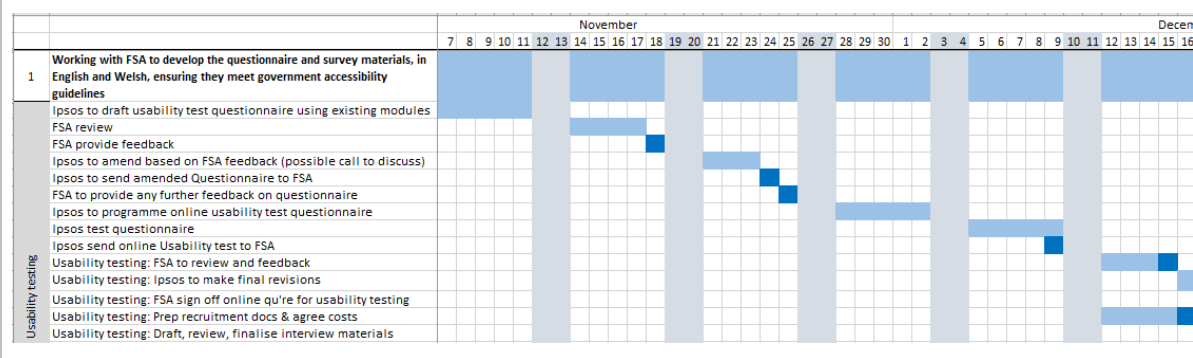 November
Decem
7 8 9 10 11 12 13 14 15 16 17 18 19 20 21 22 23 24 25 26 27 28 29 30 1 2 3 4 5 6 7 8 9 10 11 12 13 14 15 16
1
Working with FSA to develop the questionnaire and survey materials, in
English and Welsh, ensuring they meet government accessibility
guidelines
Usability testing
Ipsos to draft usability test questionnaire using existing modules
FSA review
FSA provide feedback
Ipsos to amend based on FSA feedback (possible call to discuss)
Ipsos to send amended Questionnaire to FSA
FSA to provide any further feedback on questionnaire
Ipsos to programme online usability test questionnaire
Ipsos test questionnaire
Ipsos send online Usability test to FSA
Usability testing: FSA to review and feedback
Usability testing: Ipsos to make final revisions
Usability testing: FSA sign off online qu're for usability testing
Usability testing: Prep recruitment docs & agree costs
Usability testing: Draft, review, finalise interview materials